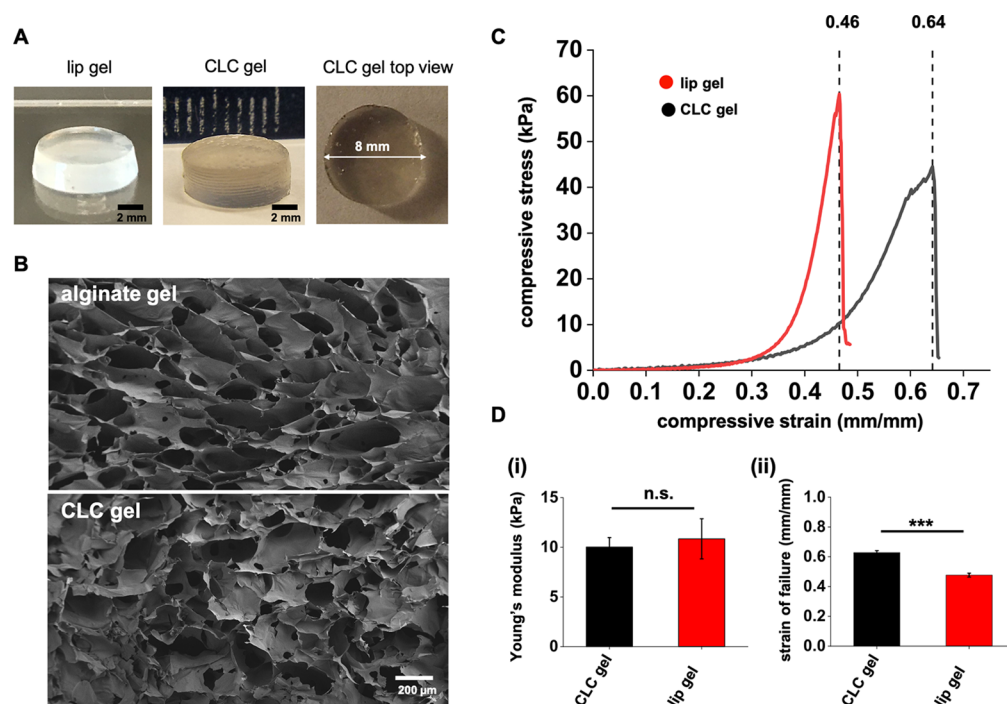 A
lip gel
CLC gel
CLC gel top view
2 mm
2 mm
8 mm
B
alginate gel
CLC gel
200 µm
C
0.46
0.64
70
60
50
40
30
20
10
0
compressive stress (kPa)
lip gel
CLC gel
0.0 0.1 0.2 0.3 0.4 0.5 0.6 0.7
compressive strain (mm/mm)
D
(i)
15
10
5
0
Young's modulus (kPa)
n.s.
CLC gel
lip gel
(ii)
1.0
0.8
0.6
0.4
0.2
0.0
strain of failure (mm/mm)
***
CLC gel
lip gel